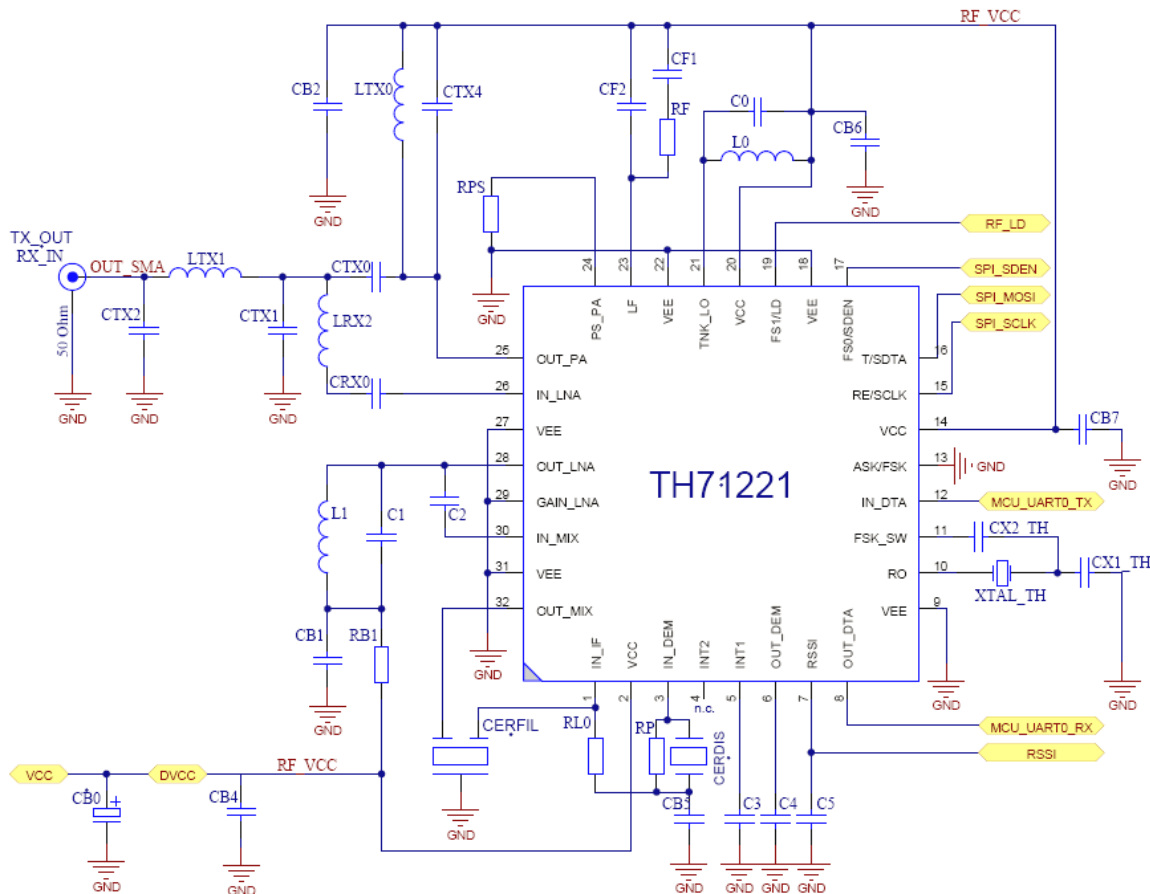 RF_VCC
CF1
CB2
LTX0
CTX4
CF2
RF
C0
L0
CB6
GND
RPS
GND
RF_LD
TX_OUT
RX_IN
OUT_SMA
LTX1
CTX0
GND
24
23
22
21
20
19
18
17
SPI_SDEN
SPI_MOSI
SPI_SCLK
PS_PA
LF
VEE
TNK_LO
VCC
FS1/LD
VEE
FS0/SDEN
50 Ohm
CTX2
CTX1
LRX2
CRX0
25 OUT_PA
T/SDTA 16
26 IN_LNA
RE/SCLK 15
GND
GND
GND
27 VEE
VCC 14
CB7
GND
28 OUT_LNA
ASK/FSK 13
GND
TH71221
L1
C1
C2
29 GAIN_LNA
IN_DTA 12
MCU_UART0_TX
30 IN_MIX
FSK_SW 11
CX2_TH
31 VEE
RO 10
XTAL_TH
CX1_TH
32 OUT_MIX
VEE 9
CB1
RB1
GND
GND
IN_IF
VCC
IN_DEM
INT2
INT1
OUT_DEM
RSSI
OUT_DTA
GND
GND
1
2
3
4
5
6
7
8
n.c.
CERFIL
RL0
RP
CERDIS
MCU_UART0_RX
RSSI
VCC
DVCC
RF_VCC
CB0
+
CB4
GND
CB5
C3
C4
C5
GND
GND
GND
GND
GND
GND